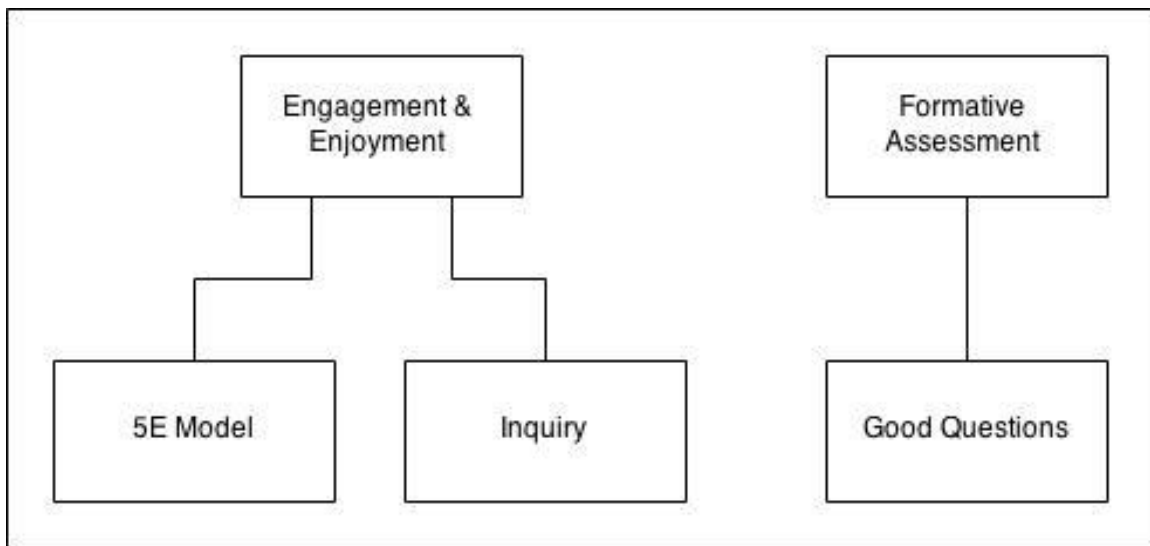 Engagement &
Enjoyment
Formative
Assessment
5E Model
Inquiry
Good Questions